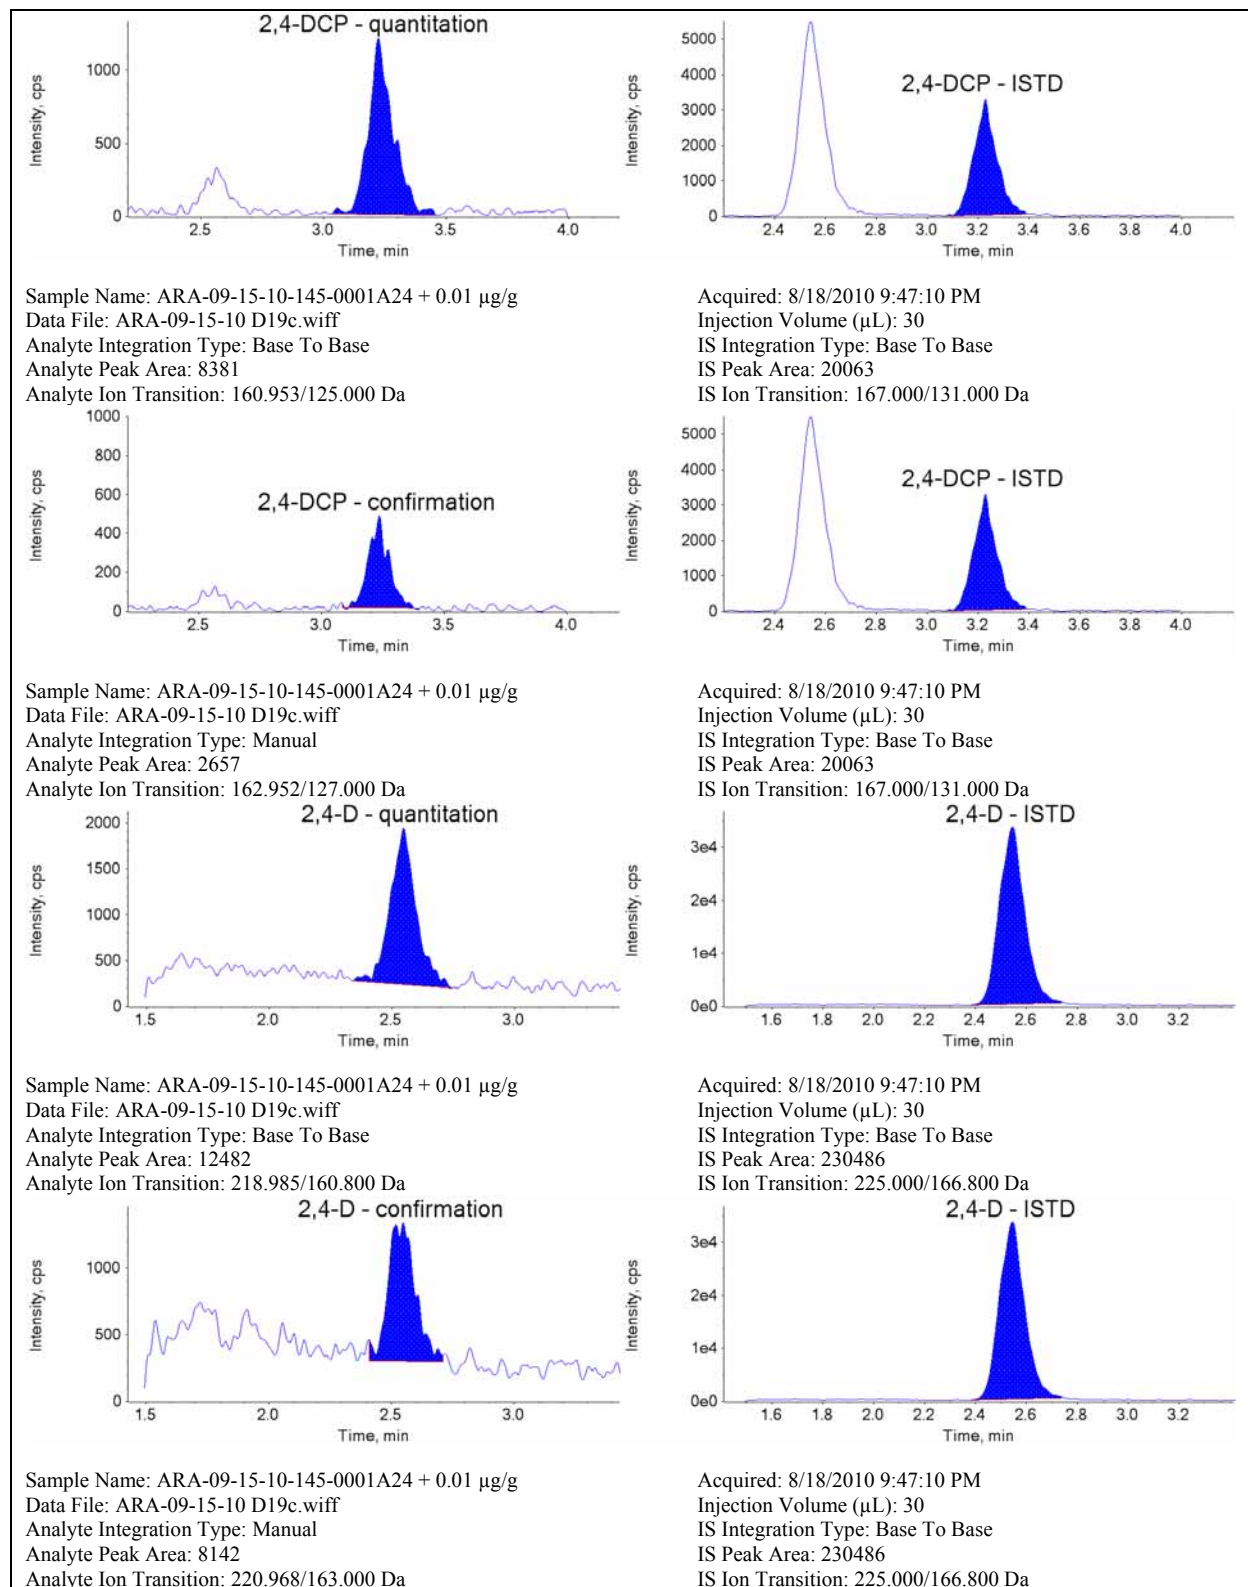 2,4-DCP - quantitation
Intensity, cps
1000
500
0
2.5 3.0 3.5 4.0
Time, min
2,4-DCP - ISTD
Intensity, cps
5000
4000
3000
2000
1000
0
2.4 2.6 2.8 3.0 3.2 3.4 3.6 3.8 4.0
Time, min
Sample Name: ARA-09-15-10-145-0001A24 + 0.01 µg/g
Data File: ARA-09-15-10 D19c.wiff
Analyte Integration Type: Base To Base
Analyte Peak Area: 8381
Analyte Ion Transition: 160.953/125.000 Da
Acquired: 8/18/2010 9:47:10 PM
Injection Volume (µL): 30
IS Integration Type: Base To Base
IS Peak Area: 20063
IS Ion Transition: 167.000/131.000 Da
2,4-DCP - confirmation
Intensity, cps
1000
800
600
400
200
0
2.5 3.0 3.5 4.0
Time, min
2,4-DCP - ISTD
Intensity, cps
5000
4000
3000
2000
1000
0
2.4 2.6 2.8 3.0 3.2 3.4 3.6 3.8 4.0
Time, min
Sample Name: ARA-09-15-10-145-0001A24 + 0.01 µg/g
Data File: ARA-09-15-10 D19c.wiff
Analyte Integration Type: Manual
Analyte Peak Area: 2657
Analyte Ion Transition: 162.952/127.000 Da
Acquired: 8/18/2010 9:47:10 PM
Injection Volume (µL): 30
IS Integration Type: Base To Base
IS Peak Area: 20063
IS Ion Transition: 167.000/131.000 Da
2,4-D - quantitation
Intensity, cps
2000
1500
1000
500
0
1.5 2.0 2.5 3.0
Time, min
2,4-D - ISTD
Intensity, cps
3e4
2e4
1e4
0e0
1.6 1.8 2.0 2.2 2.4 2.6 2.8 3.0 3.2
Time, min
Sample Name: ARA-09-15-10-145-0001A24 + 0.01 µg/g
Data File: ARA-09-15-10 D19c.wiff
Analyte Integration Type: Base To Base
Analyte Peak Area: 12482
Analyte Ion Transition: 218.985/160.800 Da
Acquired: 8/18/2010 9:47:10 PM
Injection Volume (µL): 30
IS Integration Type: Base To Base
IS Peak Area: 230486
IS Ion Transition: 225.000/166.800 Da
2,4-D - confirmation
Intensity, cps
1000
500
0
1.5 2.0 2.5 3.0
Time, min
2,4-D - ISTD
Intensity, cps
3e4
2e4
1e4
0e0
1.6 1.8 2.0 2.2 2.4 2.6 2.8 3.0 3.2
Time, min
Sample Name: ARA-09-15-10-145-0001A24 + 0.01 µg/g
Data File: ARA-09-15-10 D19c.wiff
Analyte Integration Type: Manual
Analyte Peak Area: 8142
Analyte Ion Transition: 220.968/163.000 Da
Acquired: 8/18/2010 9:47:10 PM
Injection Volume (µL): 30
IS Integration Type: Base To Base
IS Peak Area: 230486
IS Ion Transition: 225.000/166.800 Da